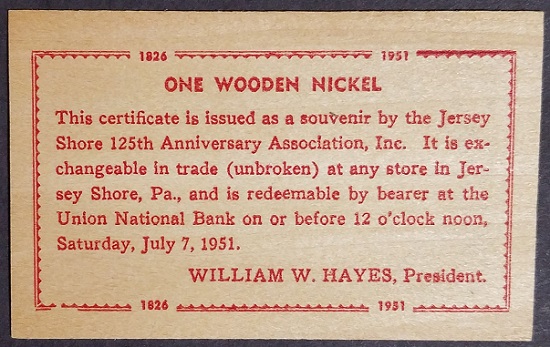 1826 1951
ONE WOODEN NICKEL
This certificate is issued as a souvenir by the Jersey
Shore 125th Anniversary Association, Inc. It is ex-
changeable in trade (unbroken) at any store in Jer-
sey Shore, Pa., and is redeemable by bearer at the
Union National Bank on or before 12 o'clock noon,
Saturday, July 7, 1951.
WILLIAM W. HAYES, President.
1826 1951